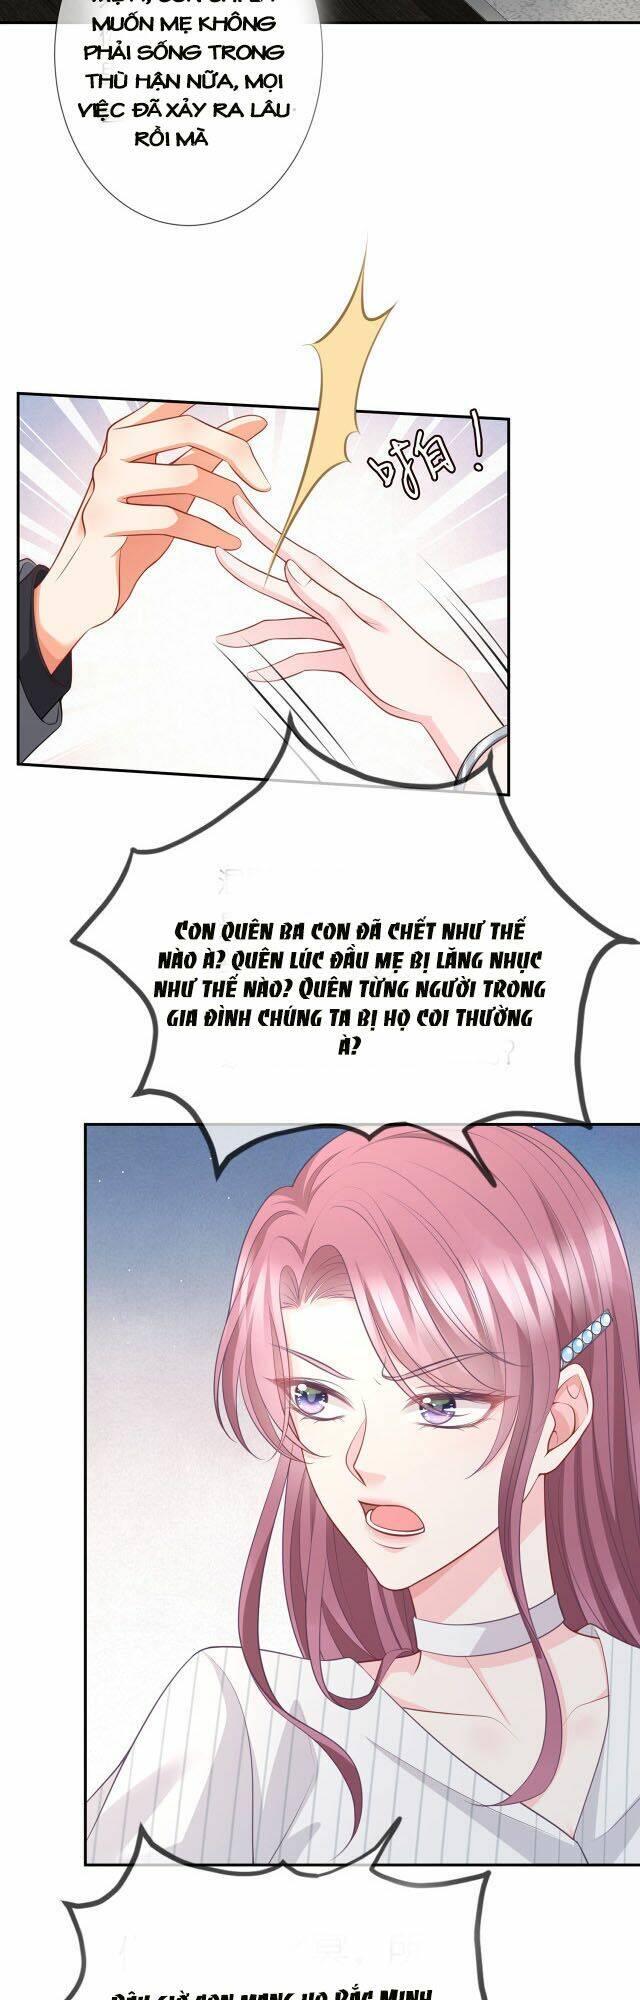 MUỐN MẸ KHÔNG
PHẢI SỐNG TRONG
THÙ HẬN NỮA, MỌI
VIỆC ĐÃ XẢY RA LÂU
RỒI MÀ
啪!
CON QUÊN BA CON ĐÃ CHẾT NHƯ THẾ
NÀO À? QUÊN LÚC ĐẦU MẸ BỊ LĂNG NHỤC
NHƯ THẾ NÀO? QUÊN TỪNG NGƯỜI TRONG
GIA ĐÌNH CHÚNG TA BỊ HỌ COI THƯỜNG
À?